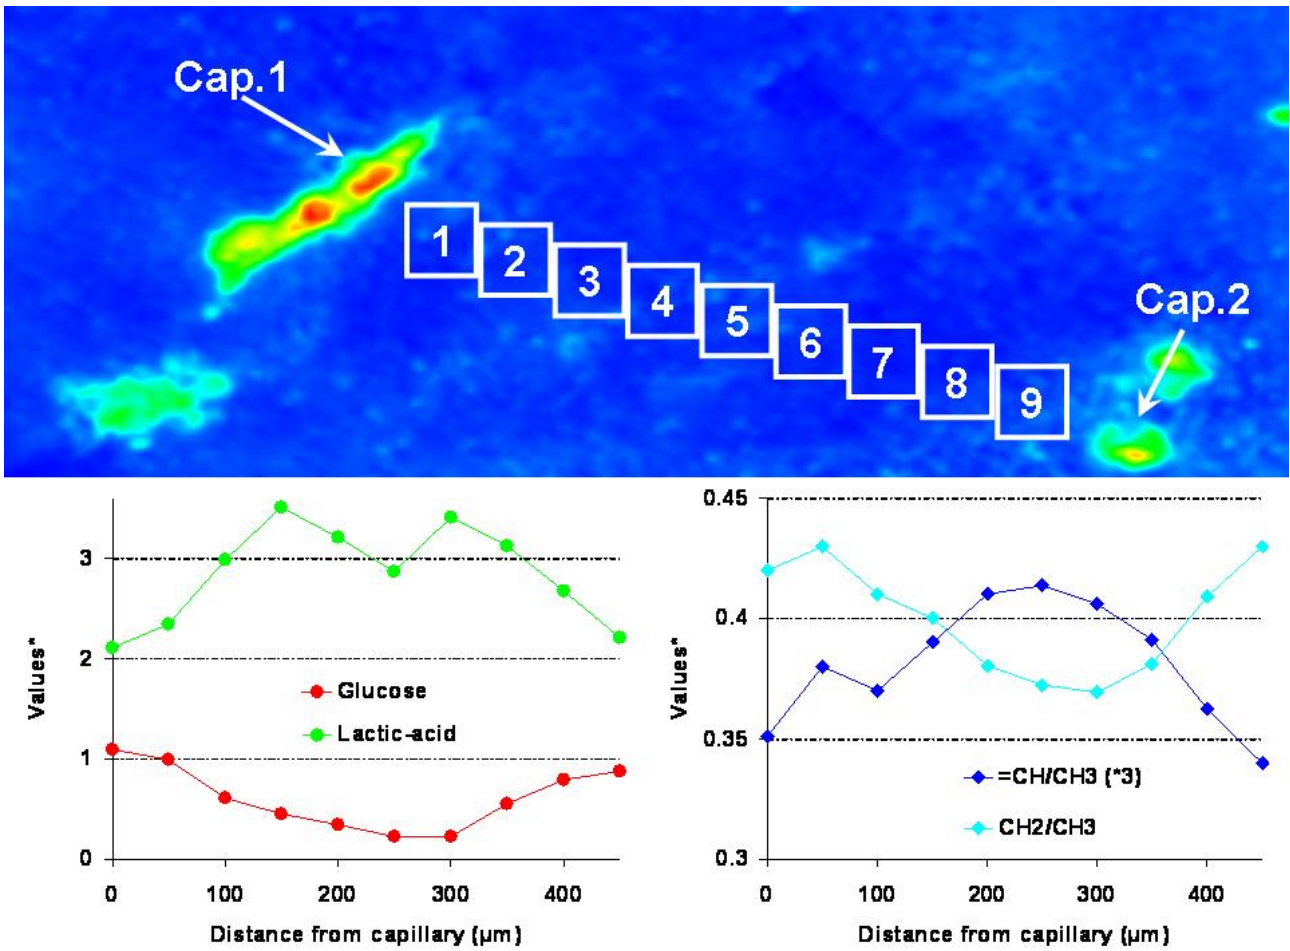 Cap.1
1
2
3
4
5
6
7
8
9
Cap.2
3
2
1
0
Values*
Glucose
Lactic-acid
0
100
200
300
400
Distance from capillary (µm)
0.45
0.4
0.35
0.3
Values*
=CH/CH3 (*3)
CH2/CH3
0
100
200
300
400
Distance from capillary (µm)